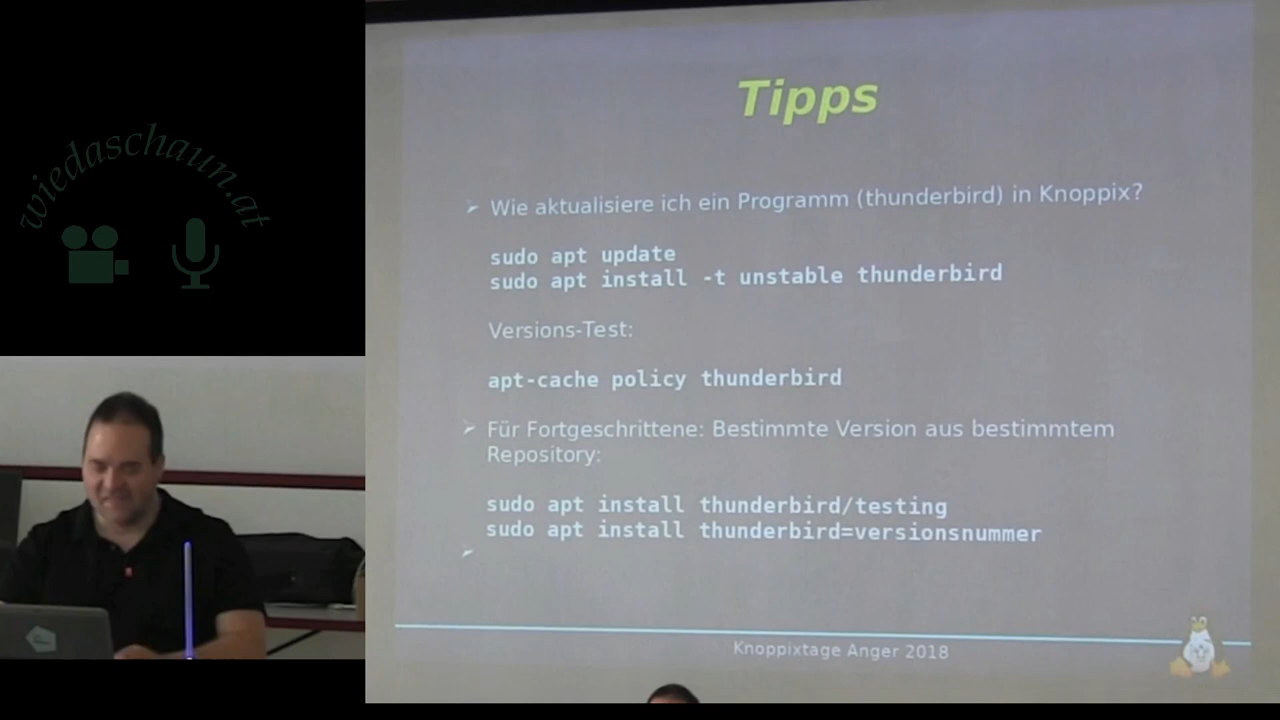 wiedaschaun.at
Tipps
Wie aktualisiere ich ein Programm (thunderbird) in Knoppix?
sudo apt update
sudo apt install -t unstable thunderbird
Versions-Test:
apt-cache policy thunderbird
Für Fortgeschrittene: Bestimmte Version aus bestimmtem
Repository:
sudo apt install thunderbird/testing
sudo apt install thunderbird=versionsnummer
Knoppixtage Anger 2018